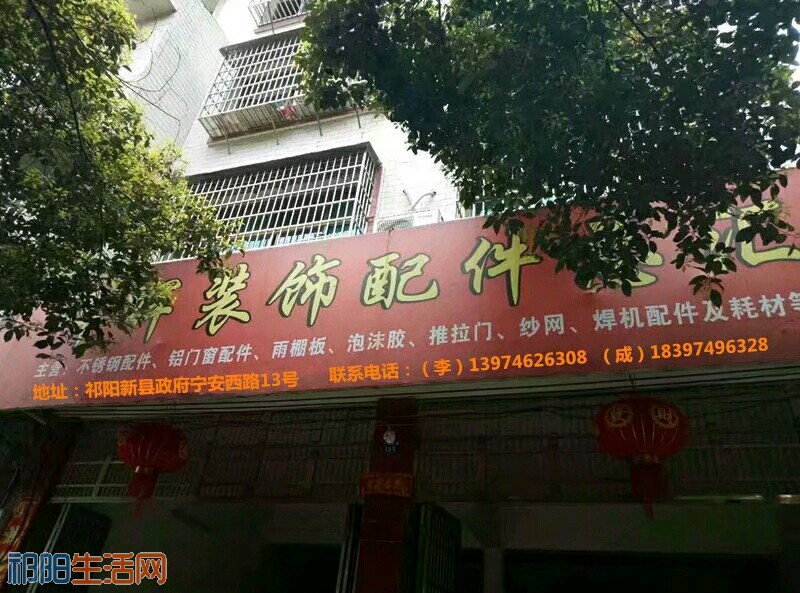 装饰配件
主营：不锈钢配件、铝门窗配件、雨棚板、泡沫胶、推拉门、纱网、焊机配件及耗材等
地址：祁阳新县政府宁安西路13号 联系电话：（李）13974626308 （成）18397496328
祁阳生活网